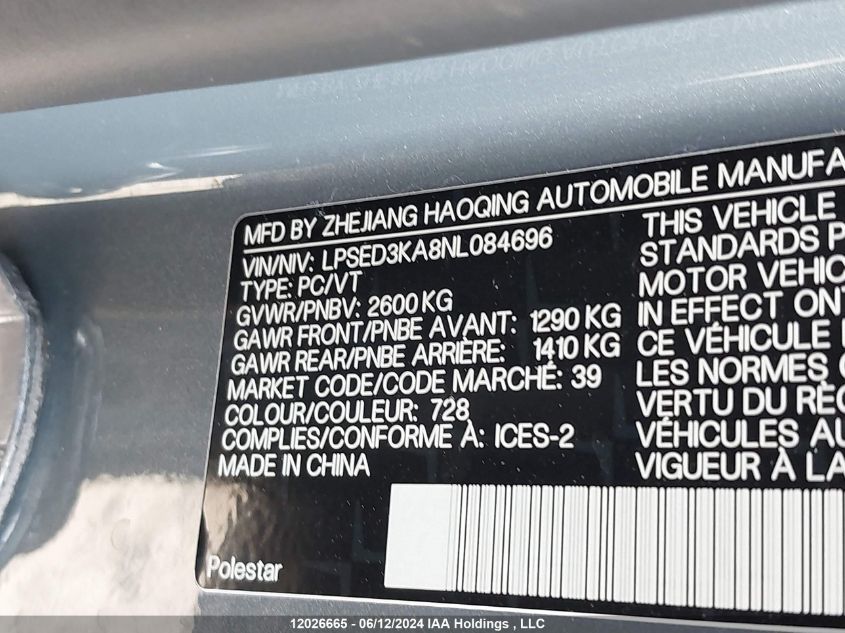 MFD BY ZHEJIANG HAOQING AUTOMOBILE MANUFA
VIN/NIV: LPSED3KA8NL084696
TYPE: PC/VT
GVWR/PNBV: 2600 KG
GAWR FRONT/PNBE AVANT: 1290 KG
GAWR REAR/PNBE ARRIÈRE: 1410 KG
MARKET CODE/CODE MARCHÉ: 39
COLOUR/COULEUR: 728
COMPLIES/CONFORME À: ICES-2
MADE IN CHINA
THIS VEHICLE
STANDARDS P
MOTOR VEHIC
IN EFFECT ON
CE VÉHICULE
LES NORMES
VERTU DU RÈG
VÉHICULES AU
VIGUEUR À LA
Polestar
12026665 - 06/12/2024 IAA Holdings, LLC